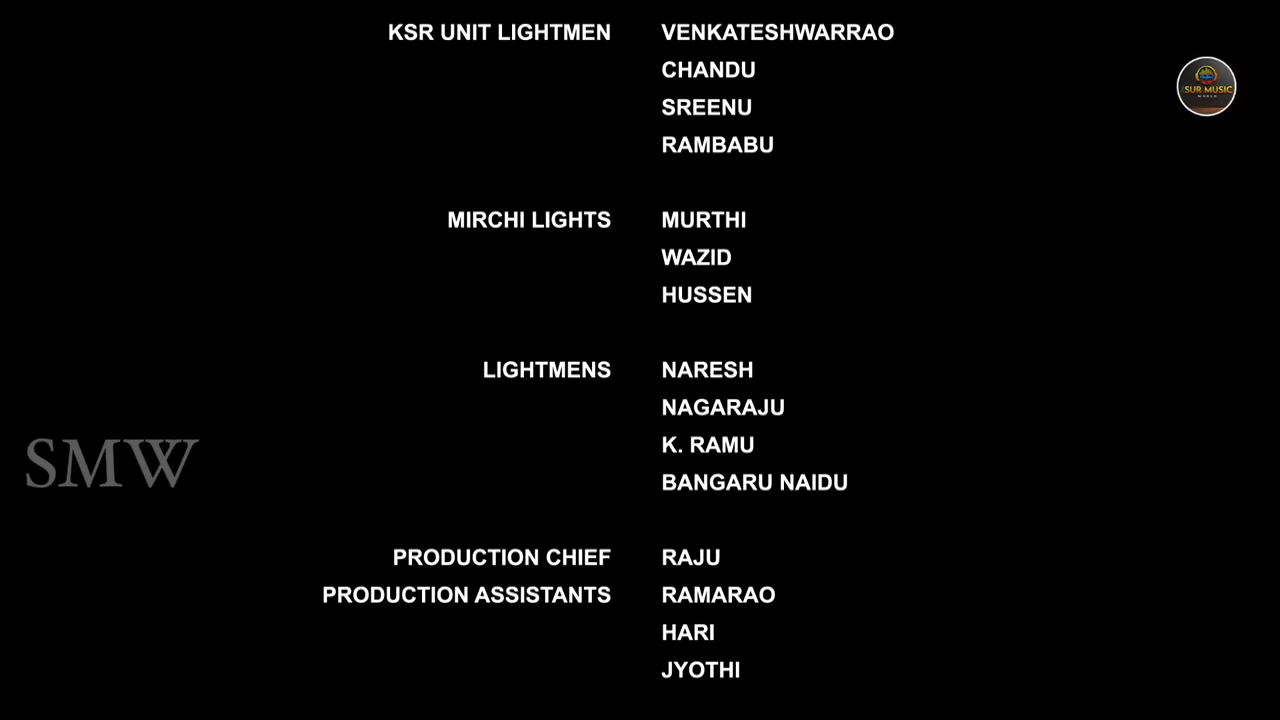 KSR UNIT LIGHTMEN VENKATESHWARRAO
CHANDU
SREENU
RAMBABU
SUR MUSIC
WORLD
MIRCHI LIGHTS MURTHI
WAZID
HUSSEN
LIGHTMENS NARESH
NAGARAJU
K. RAMU
SMW
BANGARU NAIDU
PRODUCTION CHIEF RAJU
PRODUCTION ASSISTANTS RAMARAO
HARI
JYOTHI